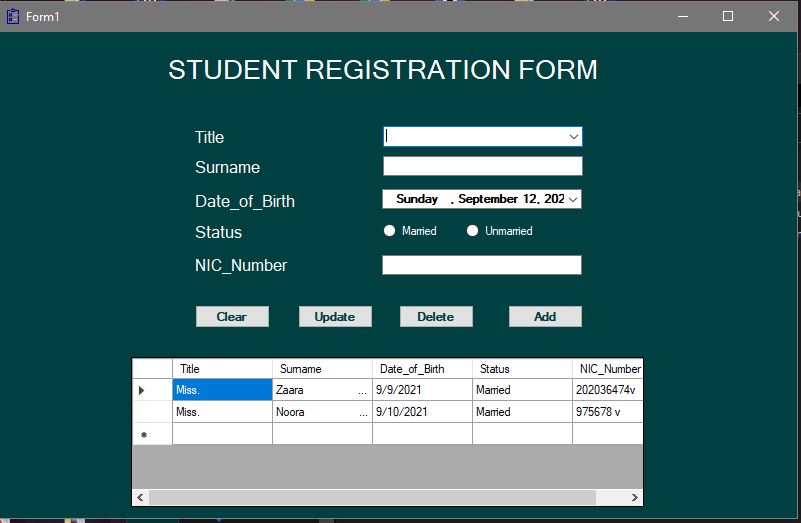 Form1
STUDENT REGISTRATION FORM
Title
Surname
Date_of_Birth Sunday , September 12, 202
Status Married Unmarried
NIC_Number
Clear Update Delete Add
Title Surname Date_of_Birth Status NIC_Number
Miss. Zaara ... 9/9/2021 Married 202036474v
Miss. Noora ... 9/10/2021 Married 975678 v